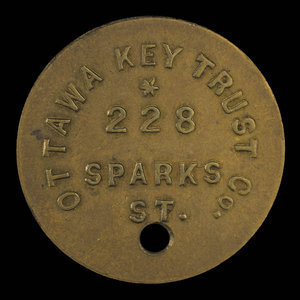 OTTAWA KEY TRUST Co.
*
228
SPARKS
ST.